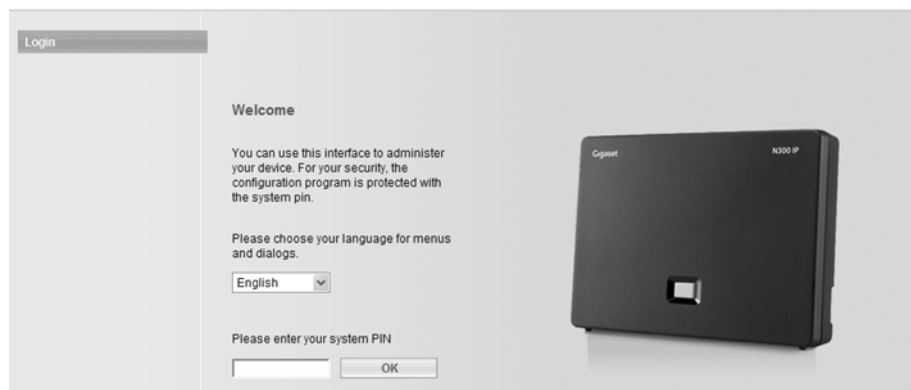 Login
Welcome
You can use this interface to administer
your device. For your security, the
configuration program is protected with
the system pin.
Please choose your language for menus
and dialogs.
English
Please enter your system PIN
OK
Gigaset
N300 IP